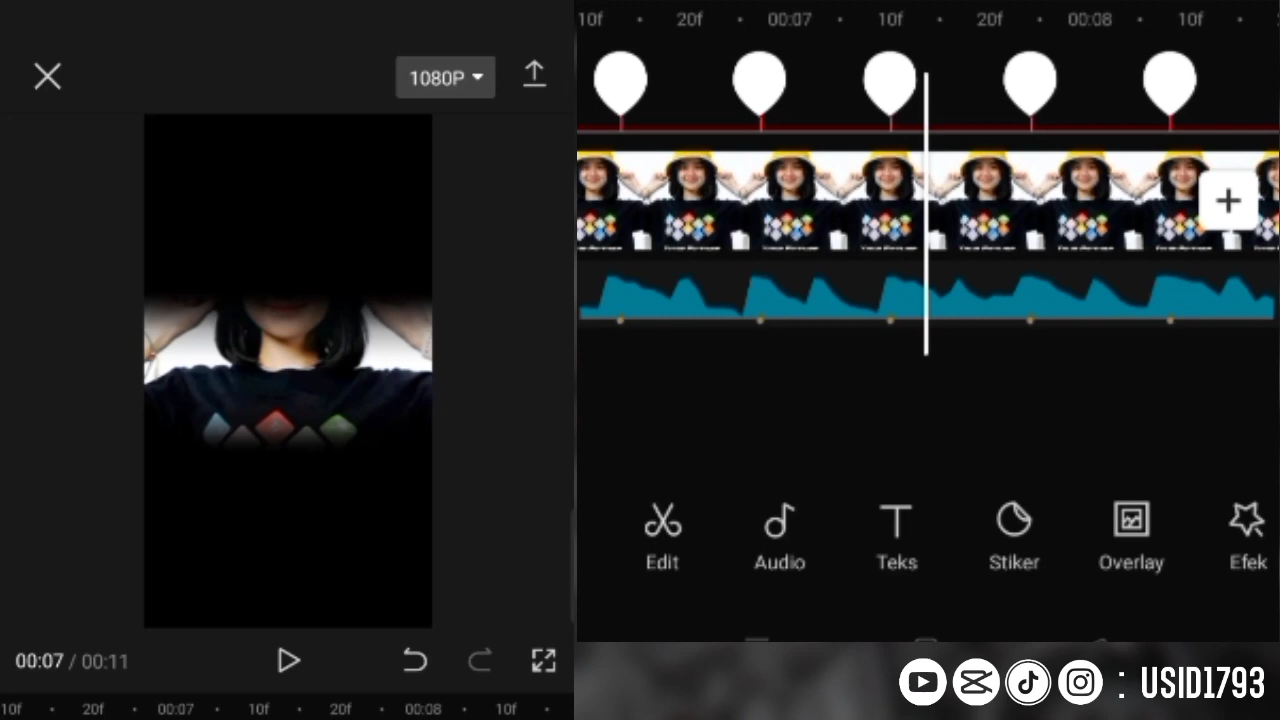 1080P
00:07 / 00:11
10f 20f 00:07 10f 20f 00:08 10f
10f 20f 00:07 10f 20f 00:08 10f
Edit Audio Teks Stiker Overlay Efek
: USID1793